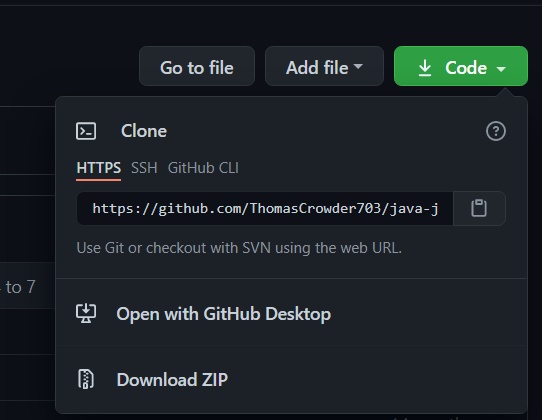 Go to file
Add file
Code
Clone
HTTPS SSH GitHub CLI
https://github.com/ThomasCrowder703/java-j
Use Git or checkout with SVN using the web URL.
to 7
Open with GitHub Desktop
Download ZIP